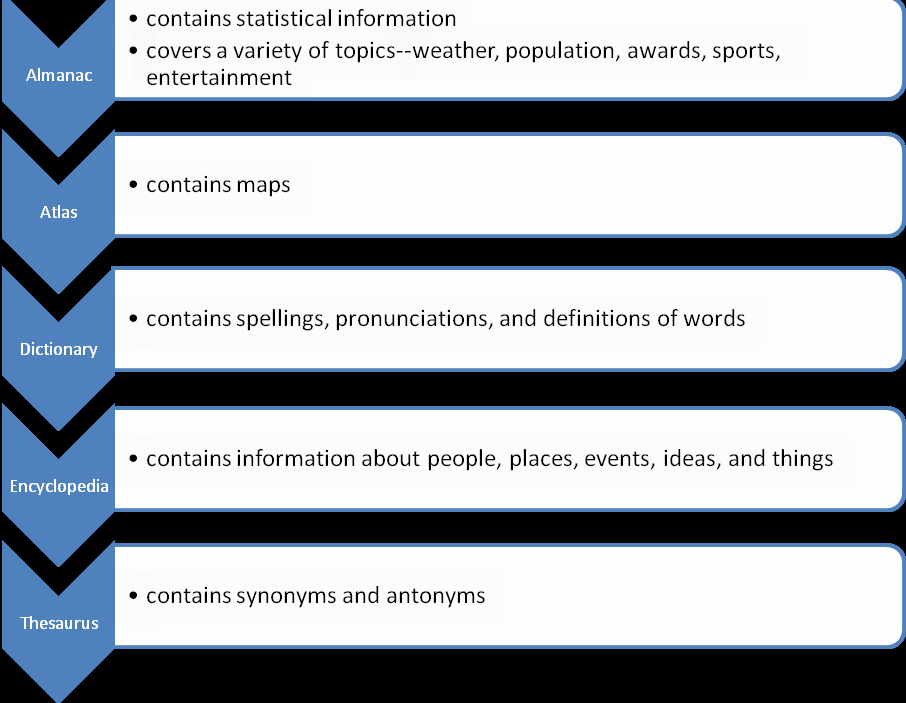 Almanac
• contains statistical information
• covers a variety of topics--weather, population, awards, sports,
entertainment
Atlas
• contains maps
Dictionary
• contains spellings, pronunciations, and definitions of words
Encyclopedia
• contains information about people, places, events, ideas, and things
Thesaurus
• contains synonyms and antonyms